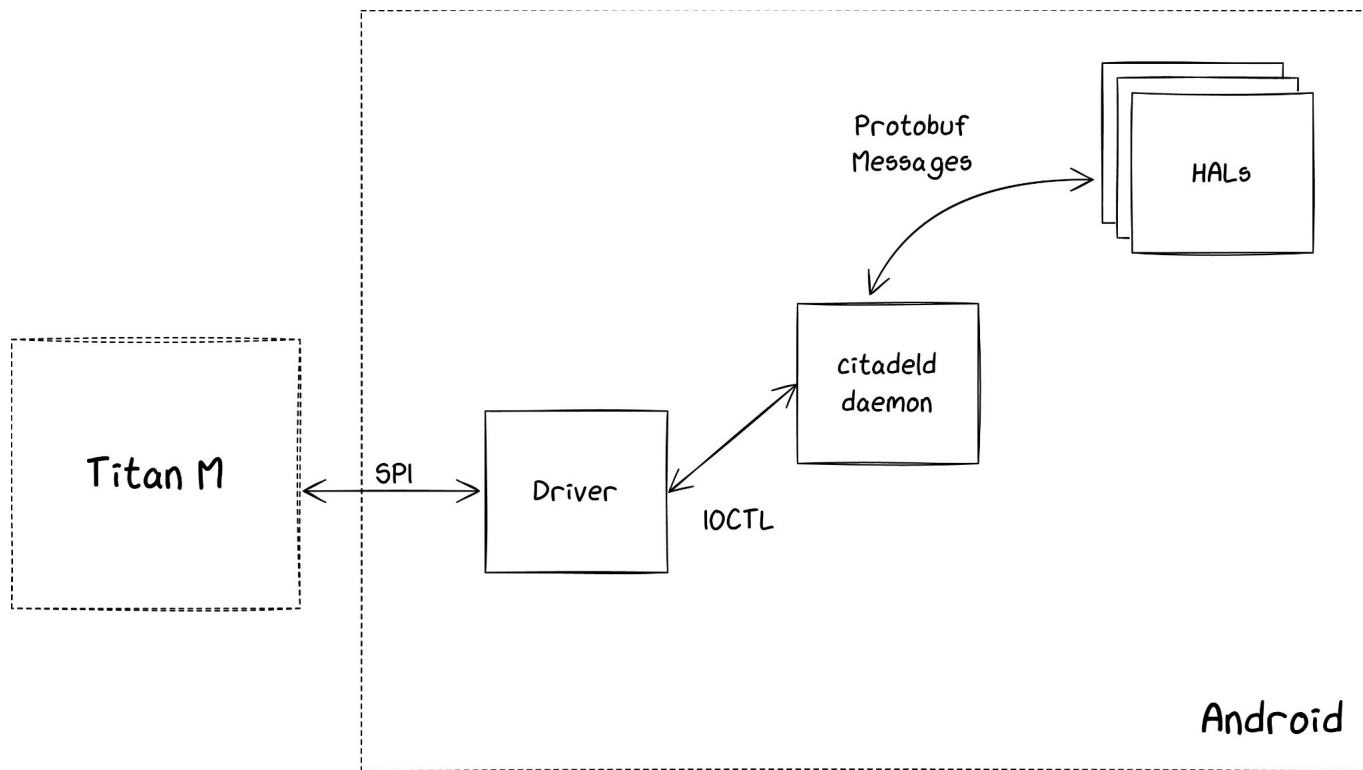 Protobuf
Messages
HALs
citadeld
daemon
Titan M
SPI
Driver
IOCTL
Android